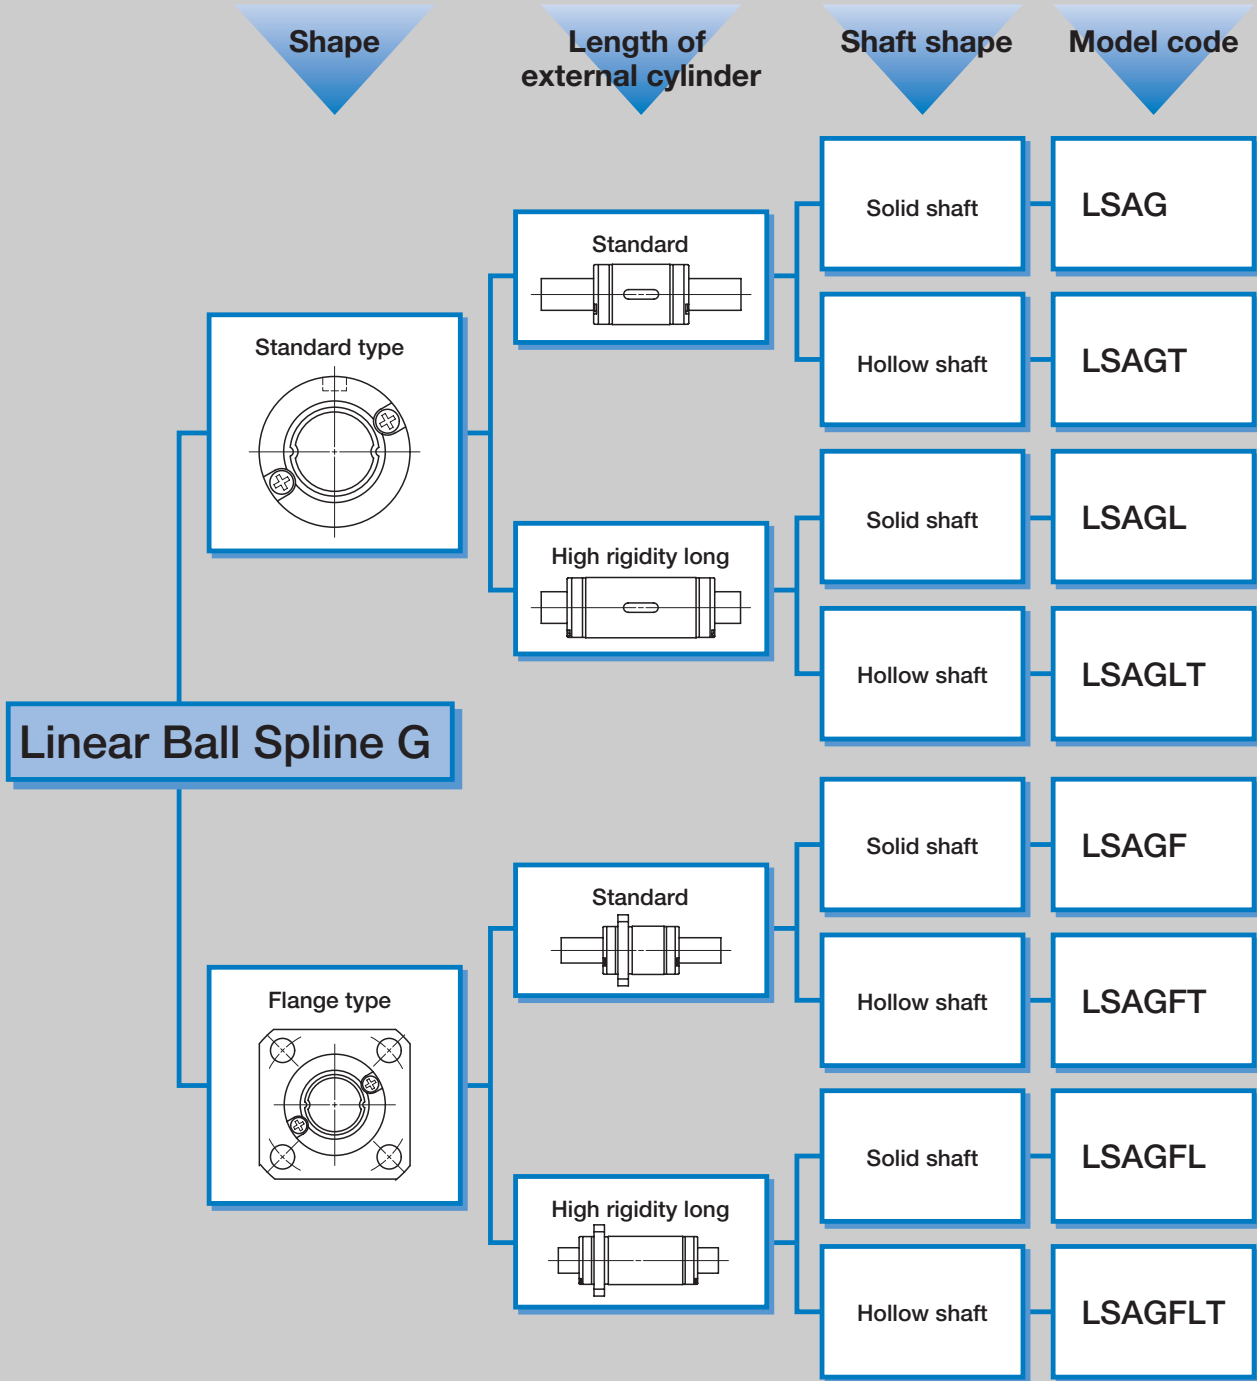 Shape
Length of
external cylinder
Shaft shape
Model code
Linear Ball Spline G
Standard type
Standard
Solid shaft
LSAG
Hollow shaft
LSAGT
High rigidity long
Solid shaft
LSAGL
Hollow shaft
LSAGLT
Flange type
Standard
Solid shaft
LSAGF
Hollow shaft
LSAGFT
High rigidity long
Solid shaft
LSAGFL
Hollow shaft
LSAGFLT